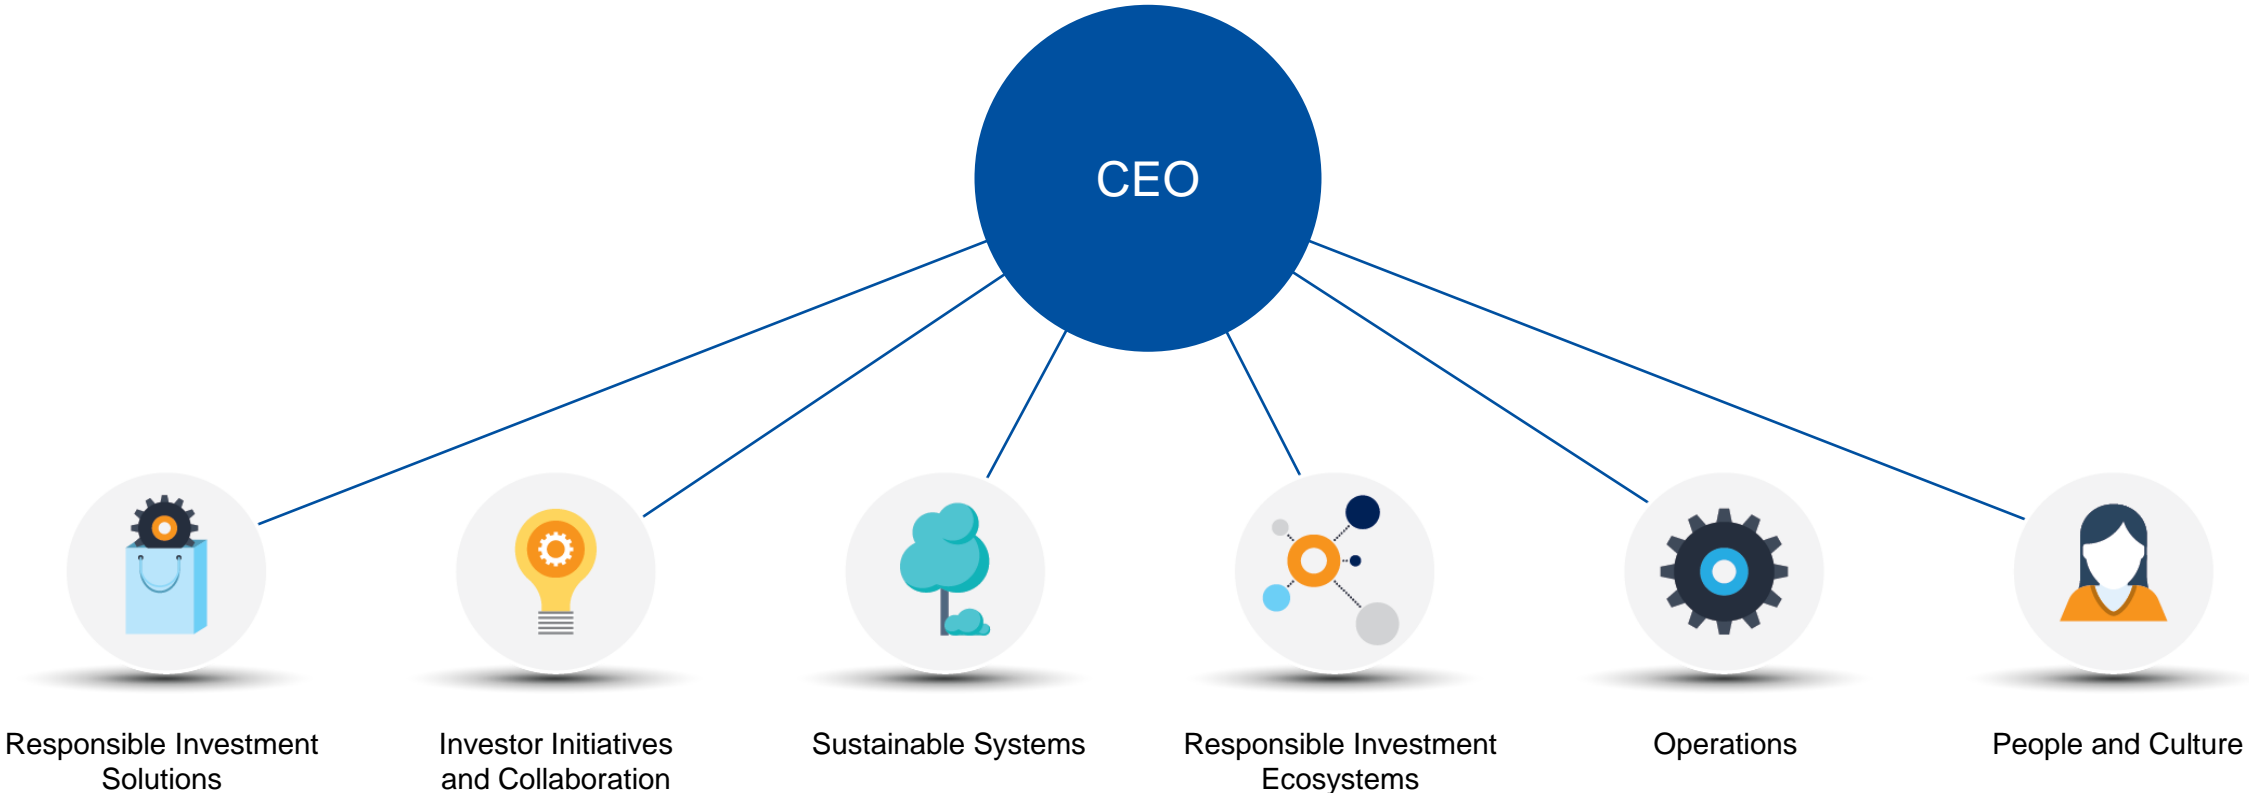 CEO
Responsible Investment
Solutions
Investor Initiatives
and Collaboration
Sustainable Systems
Responsible Investment
Ecosystems
Operations
People and Culture